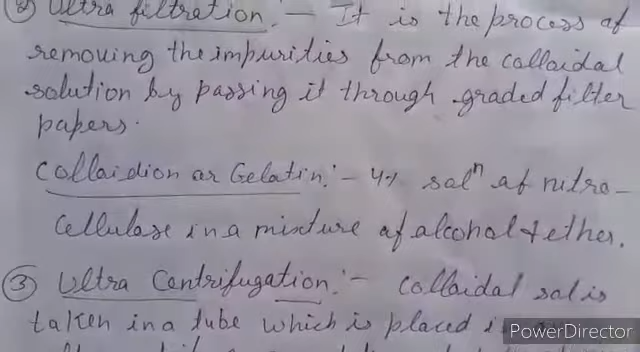 ② Ultra filtration :- It is the process of
removing the impurities from the colloidal
solution by passing it through graded filter
papers.
Colloidion or Gelatin :- 4% solⁿ of nitro-
cellulose in a mixture of alcohol & ether.
③ Ultra Centrifugation :- Colloidal sol is
taken in a tube which is placed
PowerDirector